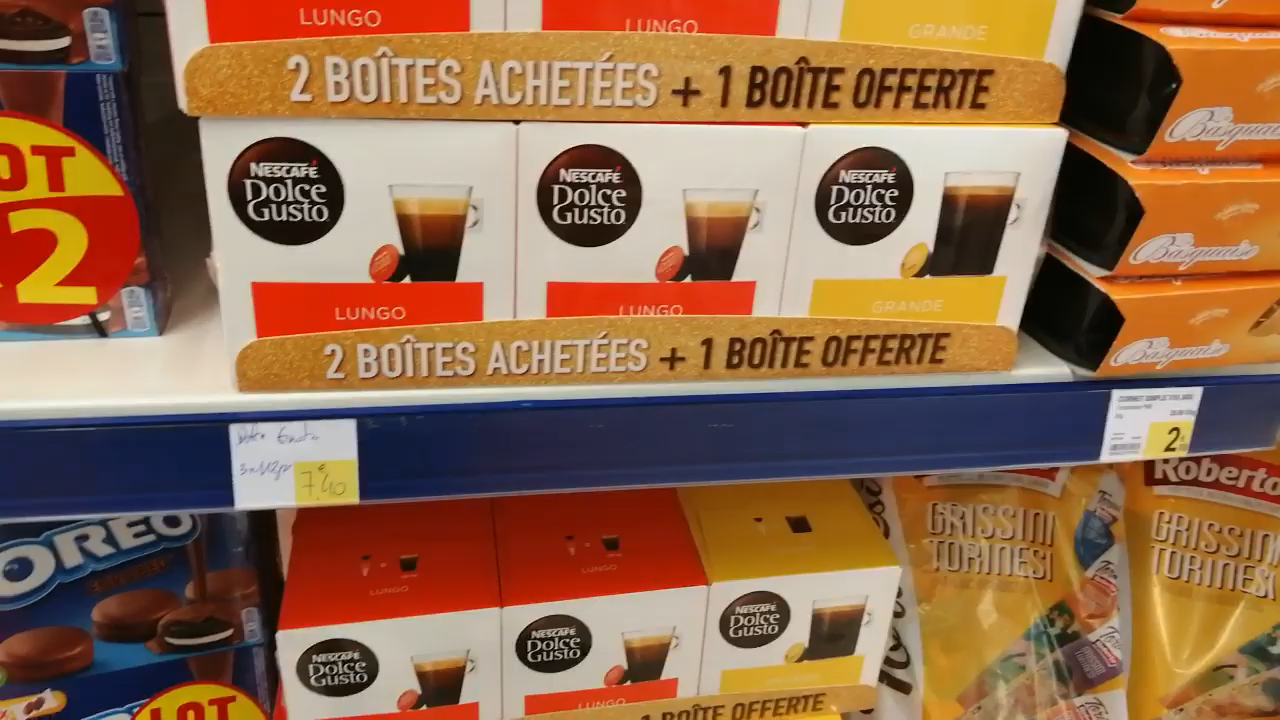 LUNGO
LUNGO
GRANDE
2 BOÎTES ACHETÉES + 1 BOÎTE OFFERTE
Basquaise
LOT
2
NESCAFÉ
Dolce
Gusto
NESCAFÉ
Dolce
Gusto
NESCAFÉ
Dolce
Gusto
Basquaise
LUNGO
LUNGO
GRANDE
Basquaise
2 BOÎTES ACHETÉES + 1 BOÎTE OFFERTE
7,40
2€
OREO
LUNGO
LUNGO
Roberto
GRISSINI
TORINESI
GRISSINI
TORINESI
NESCAFÉ
Dolce
Gusto
NESCAFÉ
Dolce
Gusto
NESCAFÉ
Dolce
Gusto
LUNGO
LOT
1 BOÎTE OFFERTE